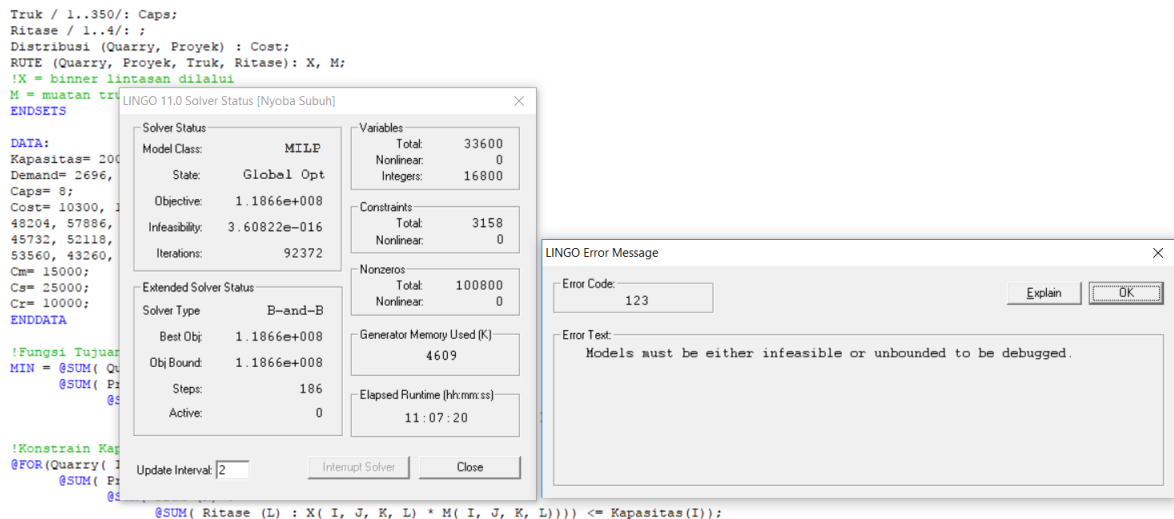 Truk / 1..350/: Caps;
Ritase / 1..4/: ;
Distribusi (Quarry, Proyek) : Cost;
RUTE (Quarry, Proyek, Truk, Ritase): X, M;
!X = binner lintasan dilalui
M = muatan
ENDSETS
DATA:
Kapasitas=
Demand= 2696,
Caps= 8;
Cost= 10300,
48204, 57886,
45732, 52118,
53560, 43260,
Cm= 15000;
Cs= 25000;
Cr= 10000;
ENDDATA
!Fungsi
MIN = @SUM(
@SUM(
!Konstrain
@FOR(Quarry( I
@SUM(
@SUM( Ritase (L) : X( I, J, K, L) * M( I, J, K, L)))) <= Kapasitas(I));
LINGO 11.0 Solver Status [Nyoba Subuh]
Solver Status
Model Class: MILP
State: Global Opt
Objective: 1.1866e+008
Infeasibility: 3.60822e-016
Iterations: 92372
Extended Solver Status
Solver Type B-and-B
Best Obj: 1.1866e+008
Obj Bound: 1.1866e+008
Steps: 186
Active: 0
Update Interval: 2
Variables
Total: 33600
Nonlinear: 0
Integers: 16800
Constraints
Total: 3158
Nonlinear: 0
Nonzeros
Total: 100800
Nonlinear: 0
Generator Memory Used (K)
4609
Elapsed Runtime (hh:mm:ss)
11:07:20
Interrupt Solver
Close
LINGO Error Message
Error Code:
123
Explain
OK
Error Text:
Models must be either infeasible or unbounded to be debugged.